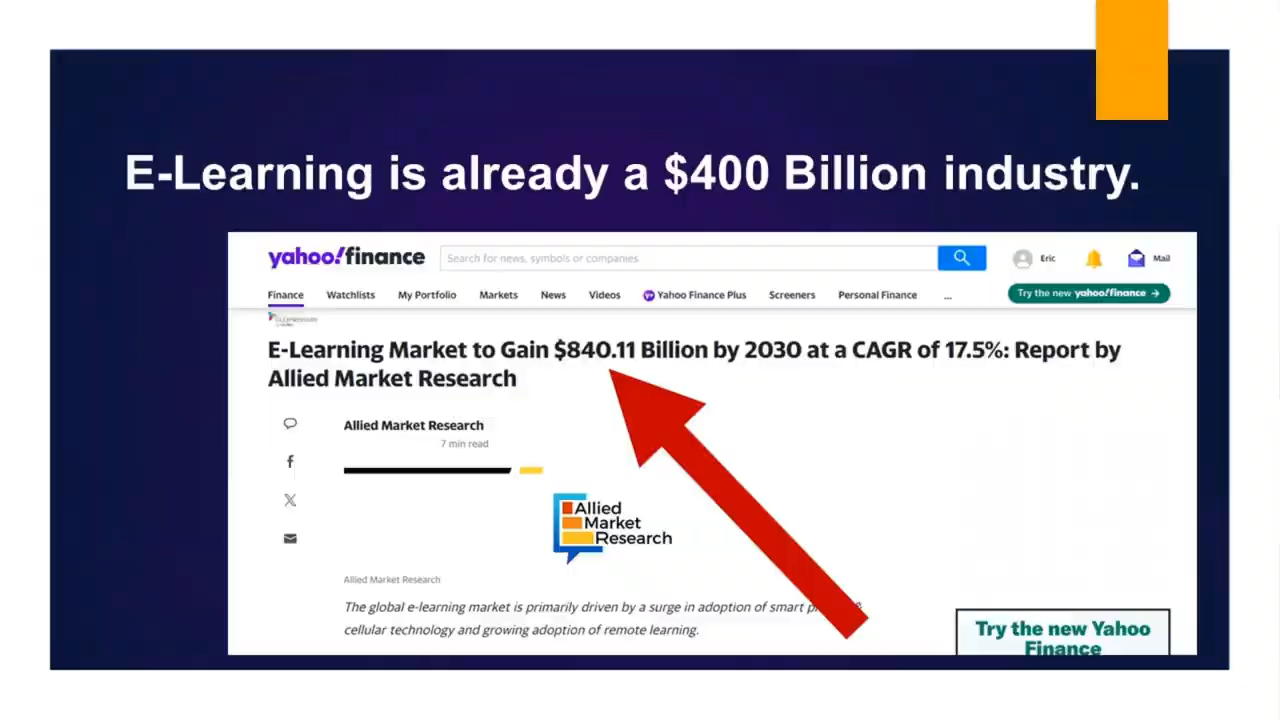 E-Learning is already a $400 Billion industry.
yahoo!finance
Search for news, symbols or companies
Eric
Mail
Finance
Watchlists
My Portfolio
Markets
News
Videos
Yahoo Finance Plus
Screeners
Personal Finance
...
Try the new yahoo!finance →
E-Learning Market to Gain $840.11 Billion by 2030 at a CAGR of 17.5%: Report by
Allied Market Research
Allied Market Research
7 min read
Allied
Market
Research
Allied Market Research
The global e-learning market is primarily driven by a surge in adoption of smart
cellular technology and growing adoption of remote learning.
Try the new Yahoo
Finance